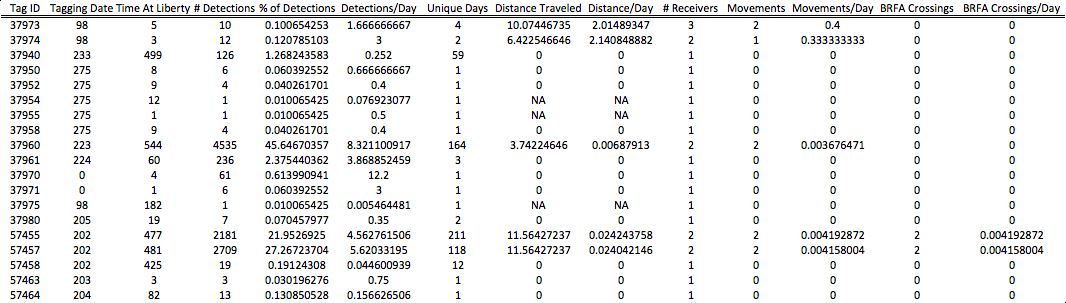 Tag ID Tagging Date Time At Liberty # Detections % of Detections Detections/Day Unique Days Distance Traveled Distance/Day # Receivers Movements Movements/Day BRFA Crossings BRFA Crossings/Day
37973 98 5 10 0.100654253 1.666666667 4 10.07446735 2.01489347 3 2 0.4 0 0
37974 98 3 12 0.120785103 3 2 6.422546646 2.140848882 2 1 0.333333333 0 0
37940 233 499 126 1.268243583 0.252 59 0 0 1 0 0 0 0
37950 275 8 6 0.060392552 0.666666667 1 0 0 1 0 0 0 0
37952 275 9 4 0.040261701 0.4 1 0 0 1 0 0 0 0
37954 275 12 1 0.010065425 0.076923077 1 NA NA 1 0 0 0 0
37955 275 1 1 0.010065425 0.5 1 NA NA 1 0 0 0 0
37958 275 9 4 0.040261701 0.4 1 0 0 1 0 0 0 0
37960 223 544 4535 45.64670357 8.321100917 164 3.74224646 0.00687913 2 2 0.003676471 0 0
37961 224 60 236 2.375440362 3.868852459 3 0 0 1 0 0 0 0
37970 0 4 61 0.613990941 12.2 1 0 0 1 0 0 0 0
37971 0 1 6 0.060392552 3 1 0 0 1 0 0 0 0
37975 98 182 1 0.010065425 0.005464481 1 NA NA 1 0 0 0 0
37980 205 19 7 0.070457977 0.35 2 0 0 1 0 0 0 0
57455 202 477 2181 21.9526925 4.562761506 211 11.56427237 0.024243758 2 2 0.004192872 2 0.004192872
57457 202 481 2709 27.26723704 5.62033195 118 11.56427237 0.024042146 2 2 0.004158004 2 0.004158004
57458 202 425 19 0.19124308 0.044600939 12 0 0 1 0 0 0 0
57463 203 3 3 0.030196276 0.75 1 0 0 1 0 0 0 0
57464 204 82 13 0.130850528 0.156626506 1 0 0 1 0 0 0 0